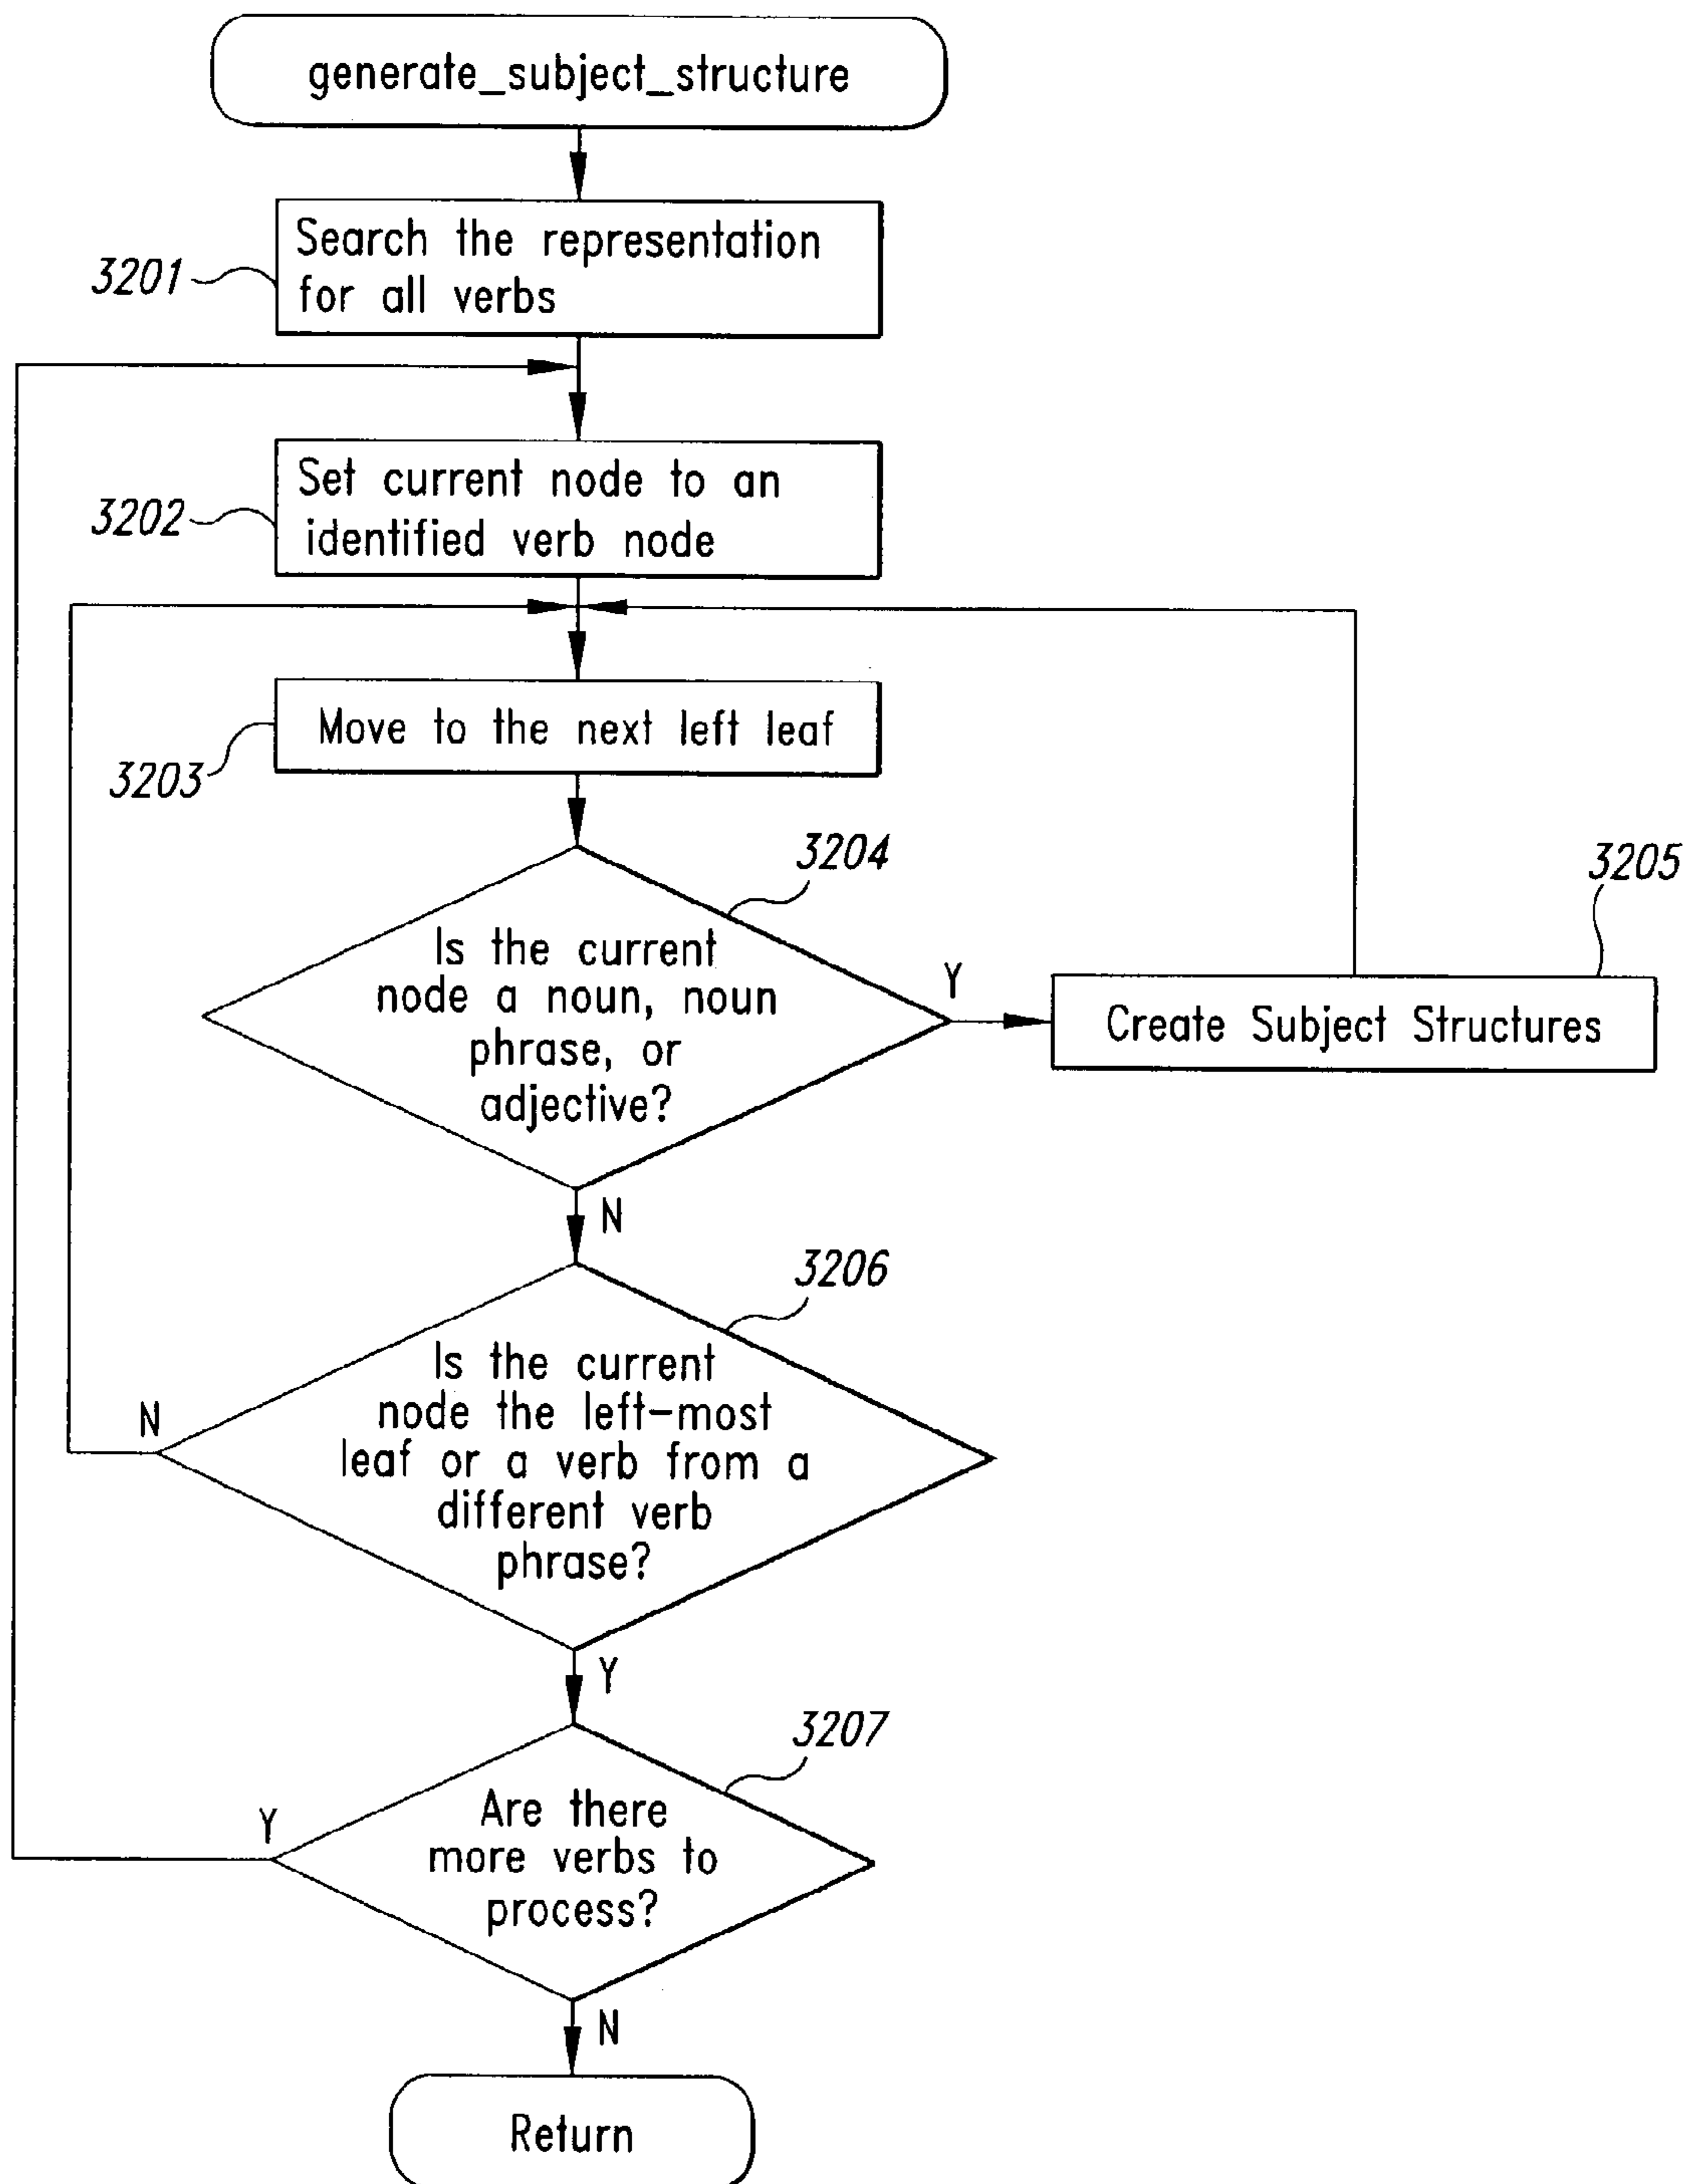 generate_subject_structure
Search the representation
for all verbs
3201
Set current node to an
identified verb node
3202
Move to the next left leaf
3203
3204
Is the current
node a noun, noun
phrase, or
adjective?
Y
3205
Create Subject Structures
N
3206
Is the current
node the left-most
leaf or a verb from a
different verb
phrase?
N
Y
3207
Are there
more verbs to
process?
Y
N
Return